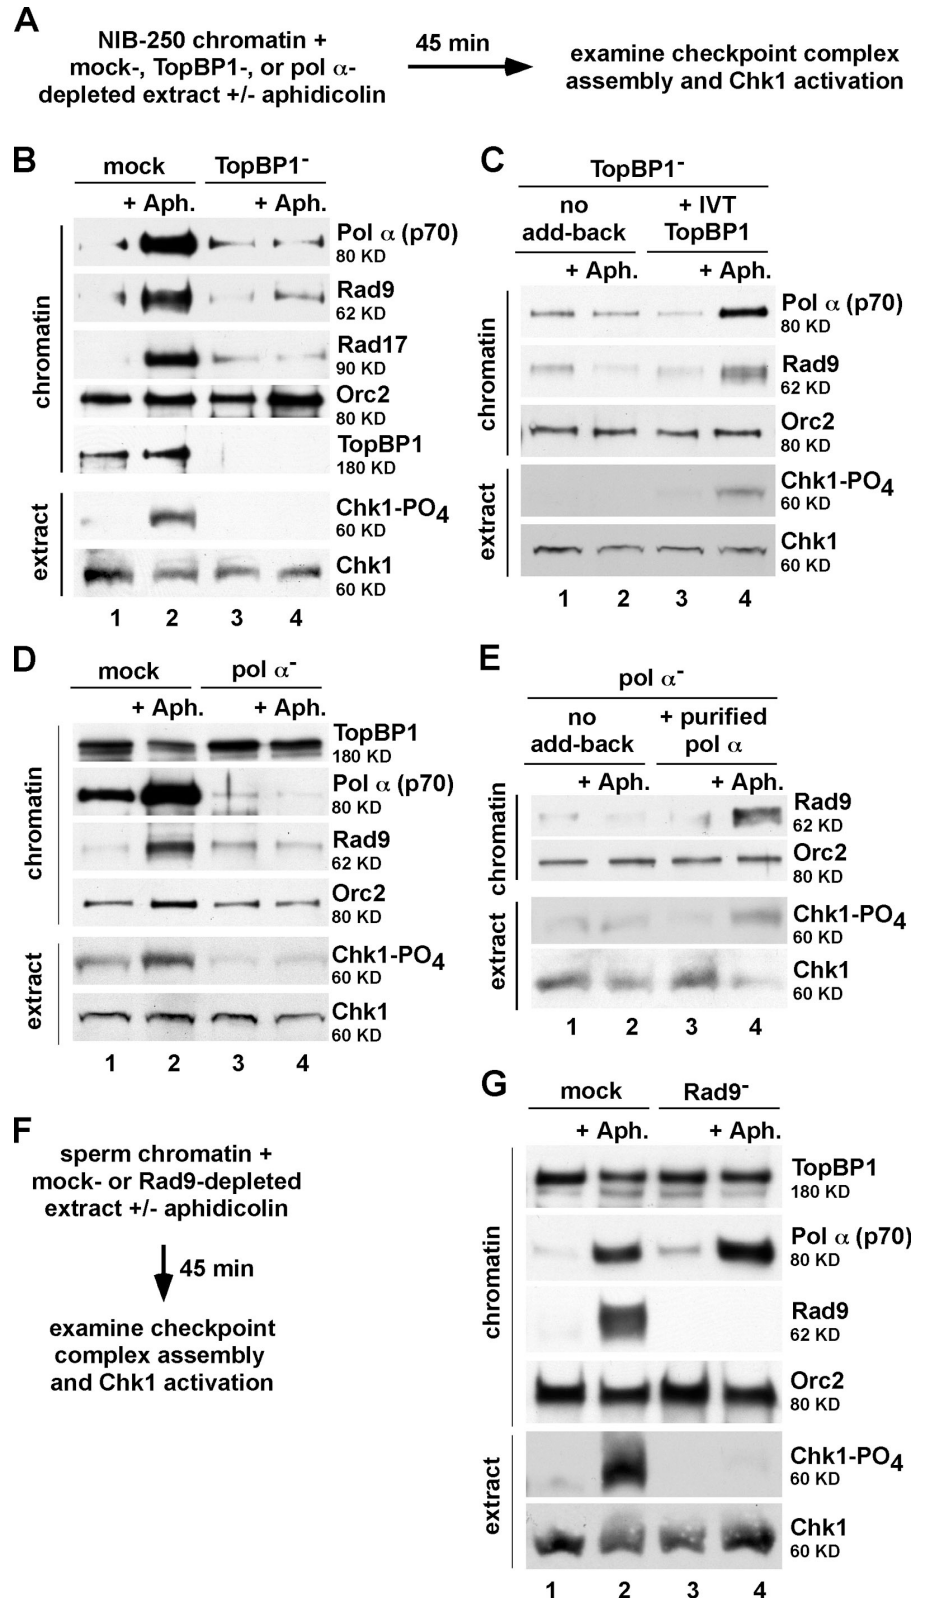 A
NIB-250 chromatin +
mock-, TopBP1-, or pol α-
depleted extract +/- aphidicolin
45 min
examine checkpoint complex
assembly and Chk1 activation
B
mock
TopBP1-
+ Aph.
+ Aph.
chromatin
Pol α (p70)
80 KD
Rad9
62 KD
Rad17
90 KD
Orc2
80 KD
TopBP1
180 KD
extract
Chk1-PO4
60 KD
Chk1
60 KD
1 2 3 4
C
TopBP1-
no
add-back
+ IVT
TopBP1
+ Aph.
+ Aph.
chromatin
Pol α (p70)
80 KD
Rad9
62 KD
Orc2
80 KD
extract
Chk1-PO4
60 KD
Chk1
60 KD
1 2 3 4
D
mock
pol α-
+ Aph.
+ Aph.
chromatin
TopBP1
180 KD
Pol α (p70)
80 KD
Rad9
62 KD
Orc2
80 KD
extract
Chk1-PO4
60 KD
Chk1
60 KD
1 2 3 4
E
pol α-
no
add-back
+ purified
pol α
+ Aph.
+ Aph.
chromatin
Rad9
62 KD
Orc2
80 KD
extract
Chk1-PO4
60 KD
Chk1
60 KD
1 2 3 4
F
sperm chromatin +
mock- or Rad9-depleted
extract +/- aphidicolin
45 min
examine checkpoint
complex assembly
and Chk1 activation
G
mock
Rad9-
+ Aph.
+ Aph.
chromatin
TopBP1
180 KD
Pol α (p70)
80 KD
Rad9
62 KD
Orc2
80 KD
extract
Chk1-PO4
60 KD
Chk1
60 KD
1 2 3 4